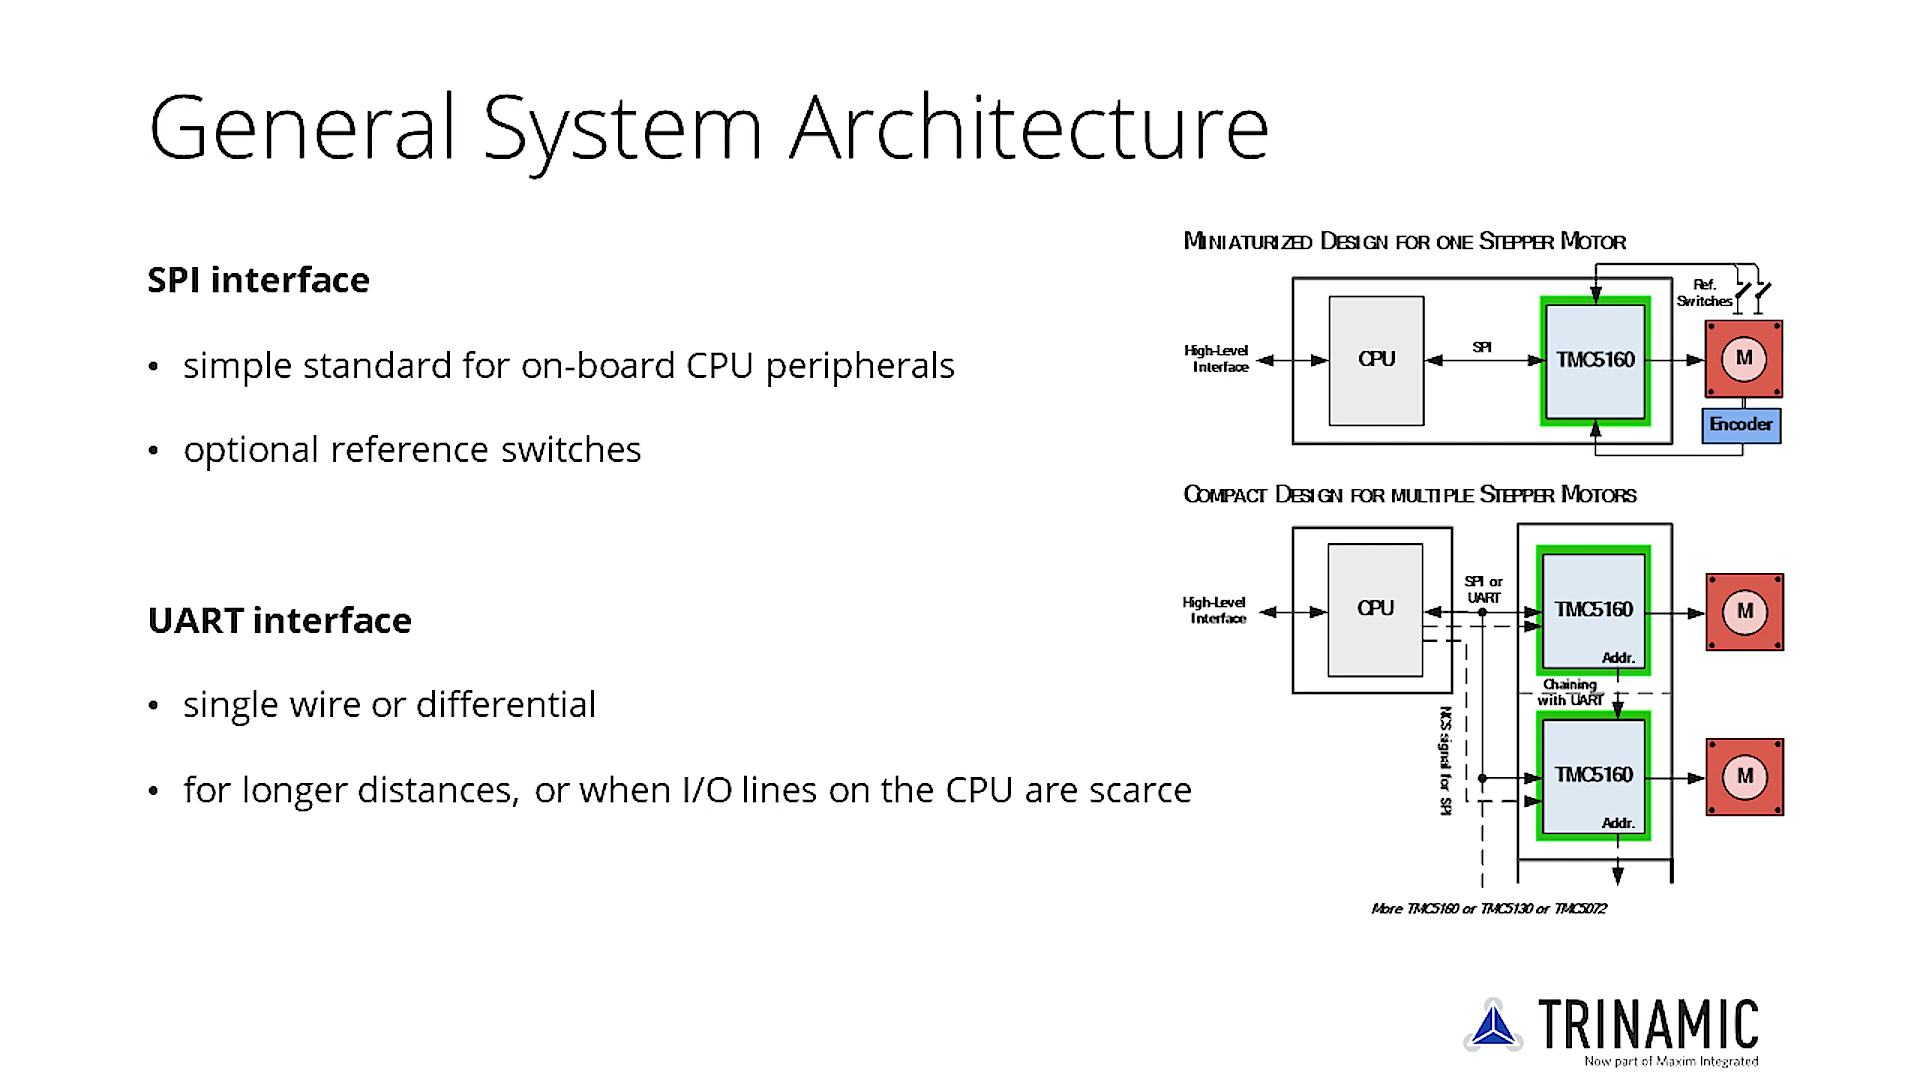 General System Architecture
SPI interface
• simple standard for on-board CPU peripherals
• optional reference switches
UART interface
• single wire or differential
• for longer distances, or when I/O lines on the CPU are scarce
MINIATURIZED DESIGN FOR ONE STEPPER MOTOR
Ref.
Switches
High-Level
Interface
CPU
SPI
TMC5160
M
Encoder
COMPACT DESIGN FOR MULTIPLE STEPPER MOTORS
High-Level
Interface
CPU
SPI or
UART
TMC5160
Addr.
M
Chaining
with UART
NCS signal for SPI
TMC5160
Addr.
M
More TMC5160 or TMC5130 or TMC5072
TRINAMIC
Now part of Maxim Integrated